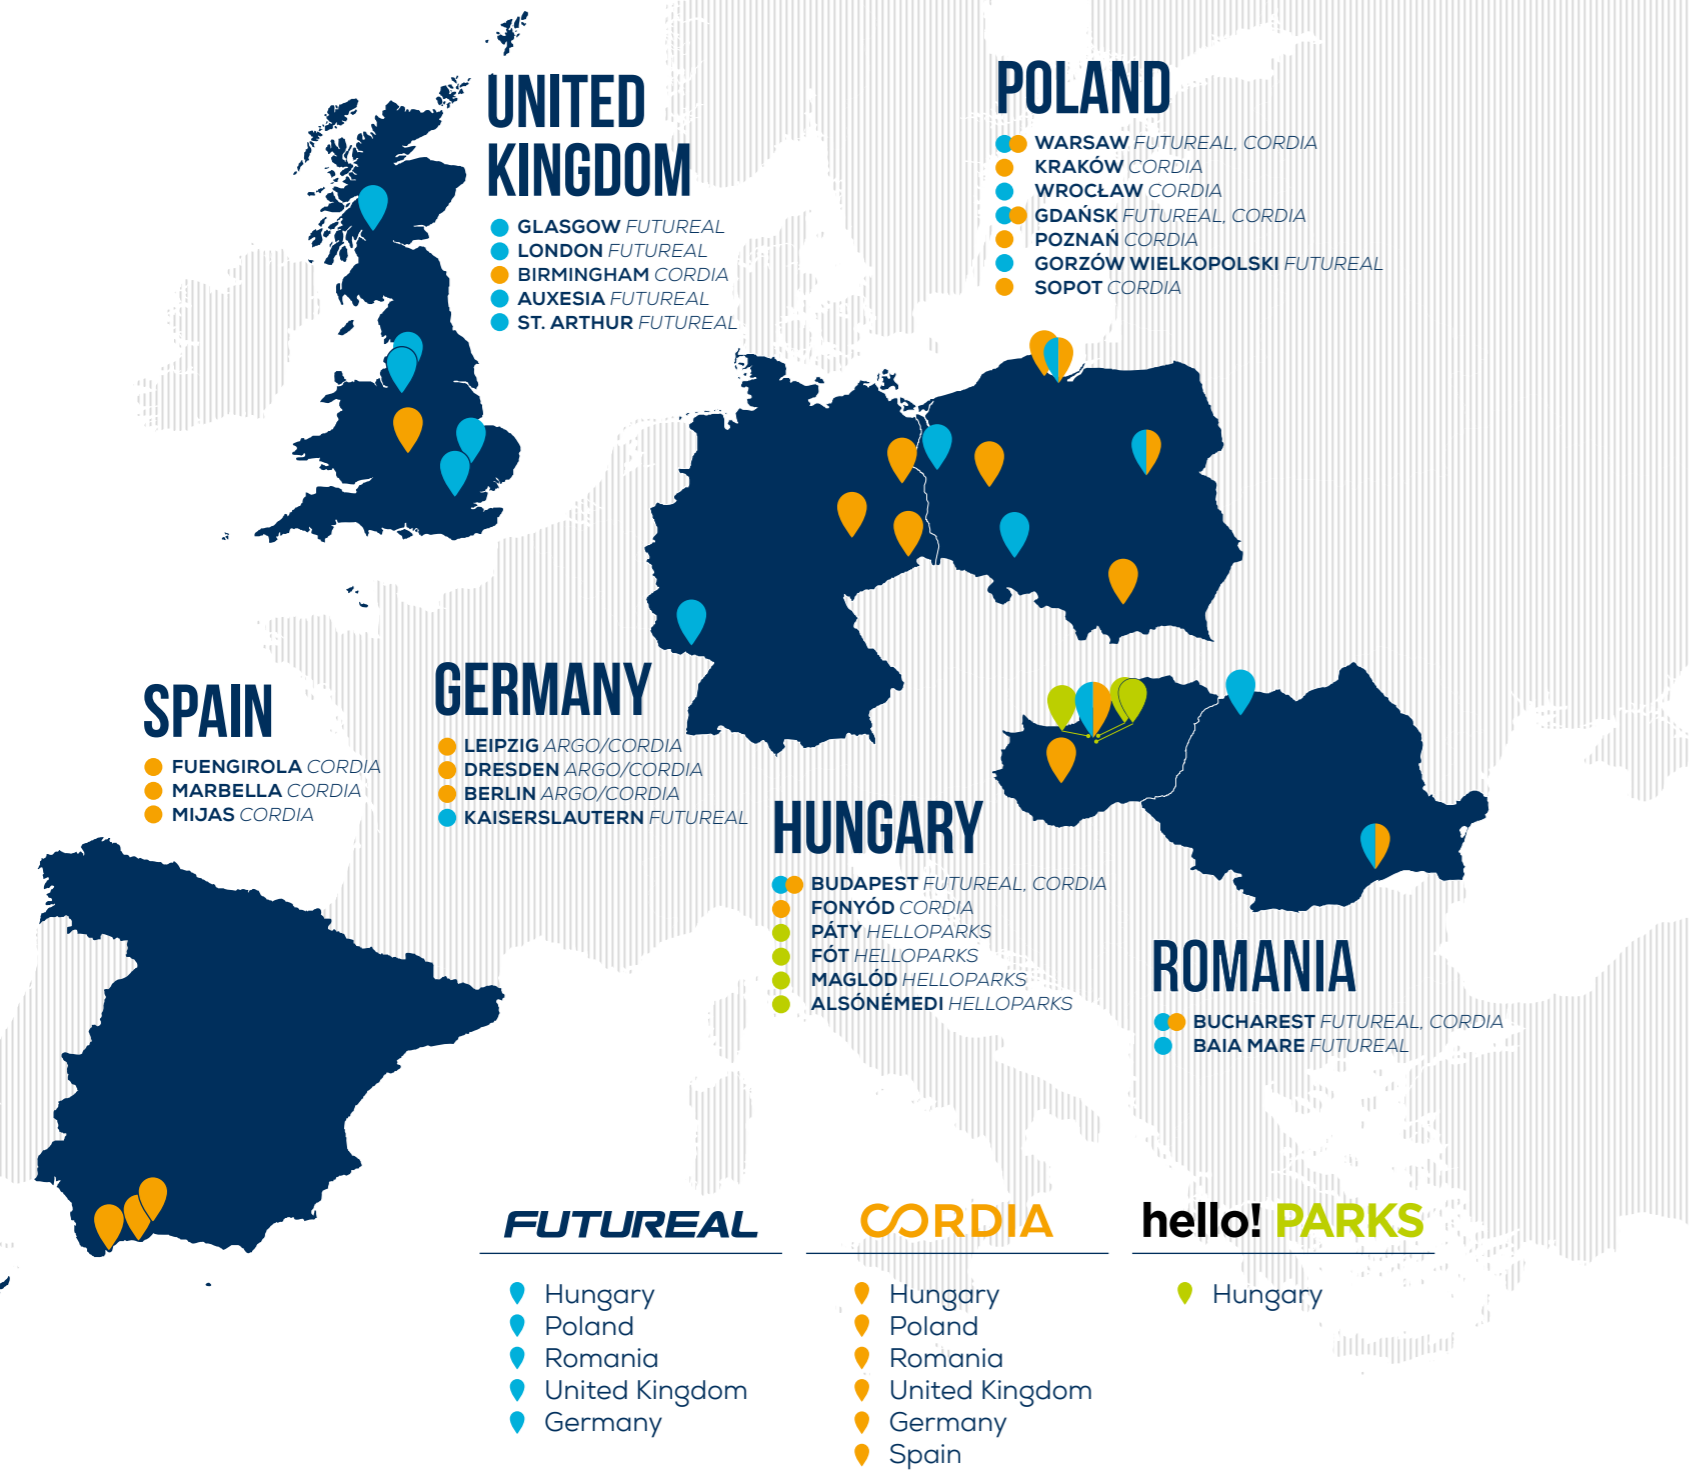 UNITED
KINGDOM
GLASGOW FUTUREAL
LONDON FUTUREAL
BIRMINGHAM CORDIA
AUXESIA FUTUREAL
ST. ARTHUR FUTUREAL
POLAND
WARSAW FUTUREAL, CORDIA
KRAKÓW CORDIA
WROCŁAW CORDIA
GDAŃSK FUTUREAL, CORDIA
POZNAŃ CORDIA
GORZÓW WIELKOPOLSKI FUTUREAL
SOPOT CORDIA
SPAIN
FUENGIROLA CORDIA
MARBELLA CORDIA
MIJAS CORDIA
GERMANY
LEIPZIG ARGO/CORDIA
DRESDEN ARGO/CORDIA
BERLIN ARGO/CORDIA
KAISERSLAUTERN FUTUREAL
HUNGARY
BUDAPEST FUTUREAL, CORDIA
FONYÓD CORDIA
PÁTY HELLOPARKS
FÓT HELLOPARKS
MAGLÓD HELLOPARKS
ALSÓNÉMEDI HELLOPARKS
ROMANIA
BUCHAREST FUTUREAL, CORDIA
BAIA MARE FUTUREAL
FUTUREAL
Hungary
Poland
Romania
United Kingdom
Germany
CORDIA
Hungary
Poland
Romania
United Kingdom
Germany
Spain
hello! PARKS
Hungary